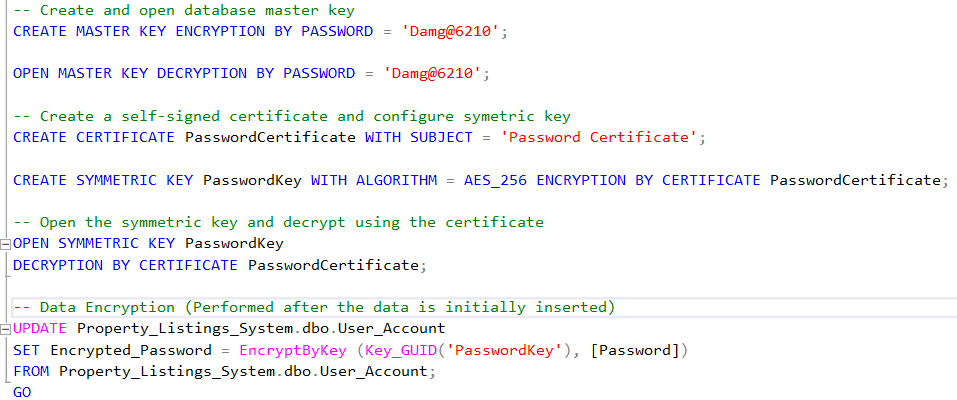 -- Create and open database master key
CREATE MASTER KEY ENCRYPTION BY PASSWORD = 'Damg@6210';
OPEN MASTER KEY DECRYPTION BY PASSWORD = 'Damg@6210';
-- Create a self-signed certificate and configure symetric key
CREATE CERTIFICATE PasswordCertificate WITH SUBJECT = 'Password Certificate';
CREATE SYMMETRIC KEY PasswordKey WITH ALGORITHM = AES_256 ENCRYPTION BY CERTIFICATE PasswordCertificate;
-- Open the symmetric key and decrypt using the certificate
OPEN SYMMETRIC KEY PasswordKey
DECRYPTION BY CERTIFICATE PasswordCertificate;
-- Data Encryption (Performed after the data is initially inserted)
UPDATE Property_Listings_System.dbo.User_Account
SET Encrypted_Password = EncryptByKey (Key_GUID('PasswordKey'), [Password])
FROM Property_Listings_System.dbo.User_Account;
GO